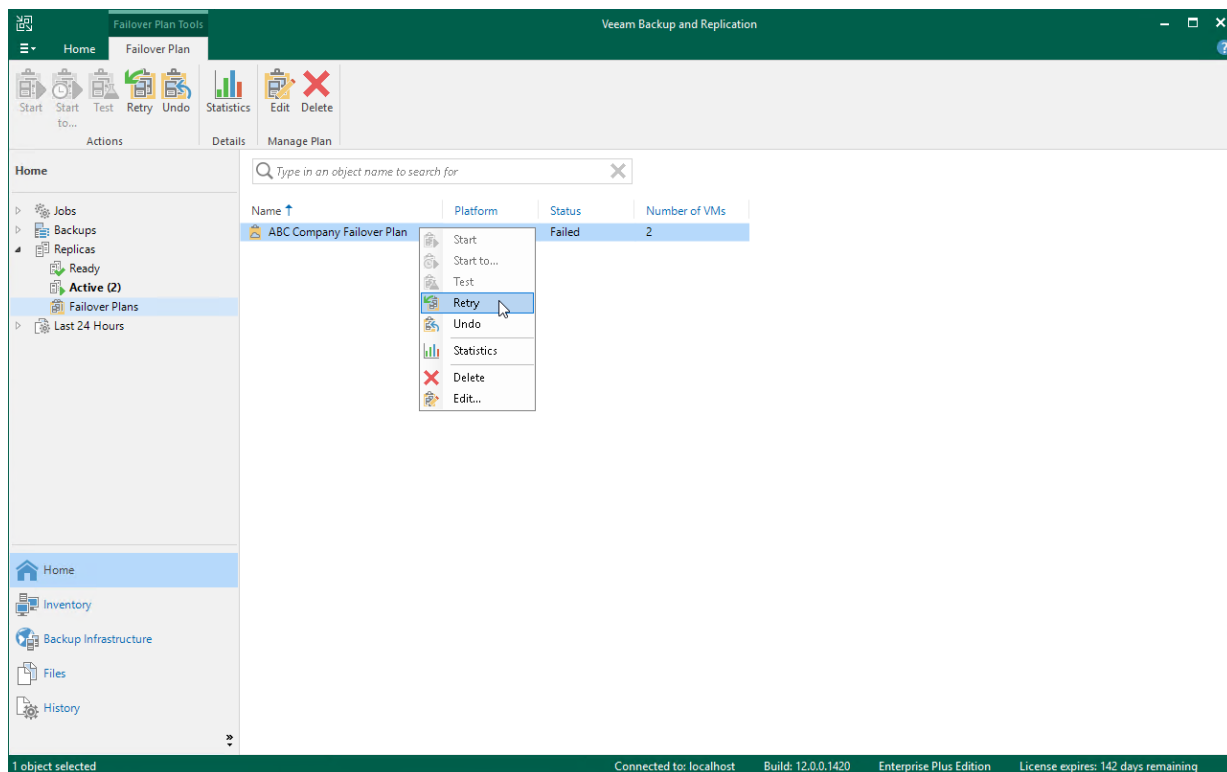 Failover Plan Tools
Veeam Backup and Replication
Home
Failover Plan
?
Start
Start to...
Test
Retry
Undo
Statistics
Edit
Delete
Actions
Details
Manage Plan
Home
Type in an object name to search for
Jobs
Backups
Replicas
Ready
Active (2)
Failover Plans
Last 24 Hours
Name
Platform
Status
Number of VMs
ABC Company Failover Plan
Failed
2
Start
Start to...
Test
Retry
Undo
Statistics
Delete
Edit...
Home
Inventory
Backup Infrastructure
Files
History
1 object selected
Connected to: localhost
Build: 12.0.0.1420
Enterprise Plus Edition
License expires: 142 days remaining